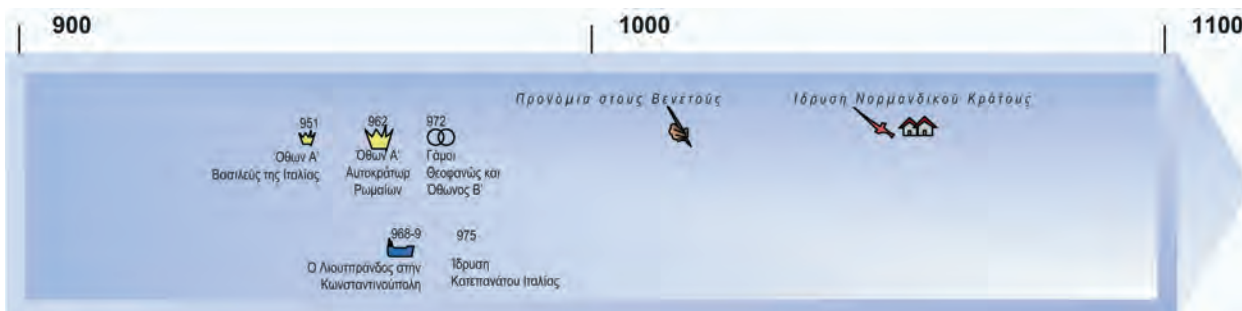 900 1000 1100
Προνόμια στους Βενετούς Ίδρυση Νορμανδικού Κράτους
951 962 972
Όθων Α' Όθων Α' Γάμοι
Βασιλεύς της Ιταλίας Αυτοκράτωρ Θεοφανώς και
Ρωμαίων Όθωνος Β'
968-9 975
Ο Λιουτπράνδος στην Ίδρυση
Κωνσταντινούπολη Κατεπανάτου Ιταλίας